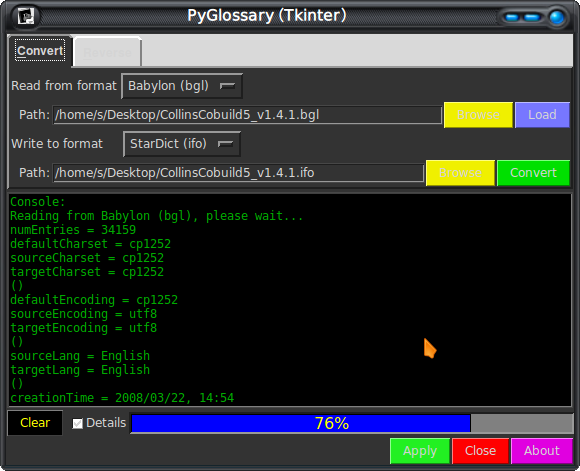 PyGlossary (Tkinter)
Convert
Reverse
Read from format Babylon (bgl)
Path: /home/s/Desktop/CollinsCobuild5_v1.4.1.bgl Browse Load
Write to format StarDict (ifo)
Path: /home/s/Desktop/CollinsCobuild5_v1.4.1.ifo Browse Convert
Console:
Reading from Babylon (bgl), please wait...
numEntries = 34159
defaultCharset = cp1252
sourceCharset = cp1252
targetCharset = cp1252
()
defaultEncoding = cp1252
sourceEncoding = utf8
targetEncoding = utf8
()
sourceLang = English
targetLang = English
()
creationTime = 2008/03/22, 14:54
Clear Details 76%
Apply Close About